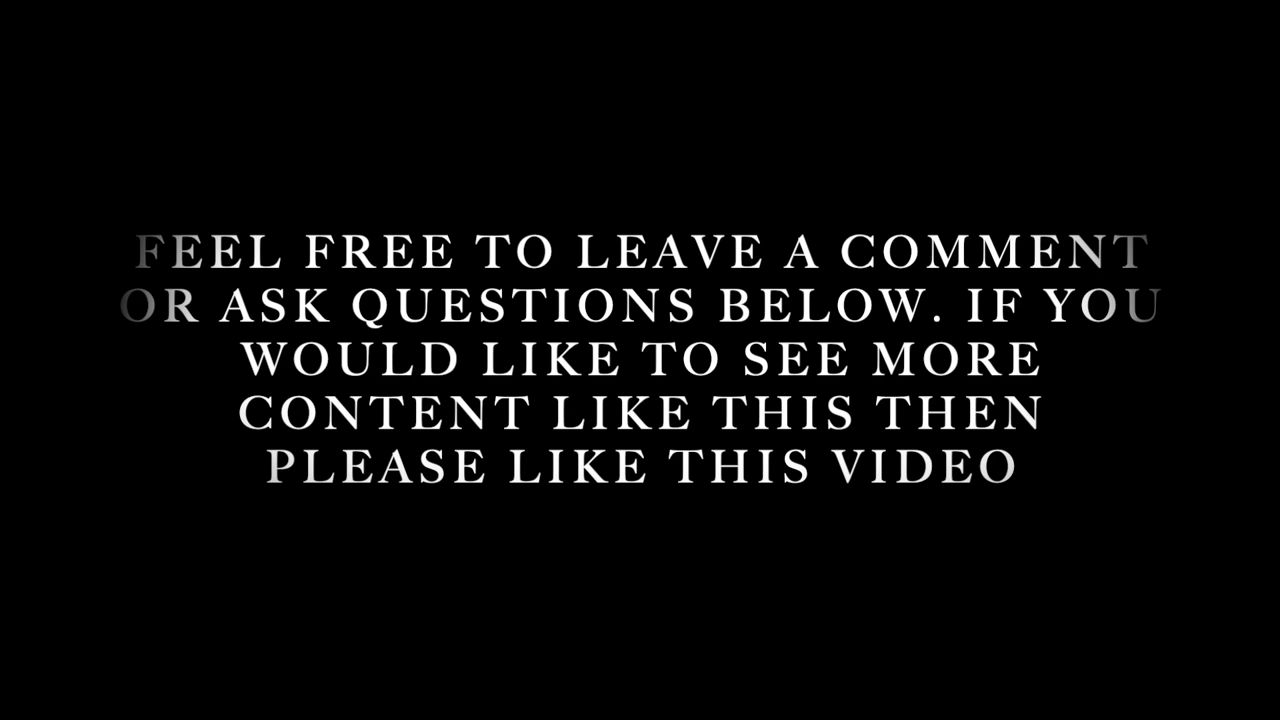 FEEL FREE TO LEAVE A COMMENT
OR ASK QUESTIONS BELOW. IF YOU
WOULD LIKE TO SEE MORE
CONTENT LIKE THIS THEN
PLEASE LIKE THIS VIDEO